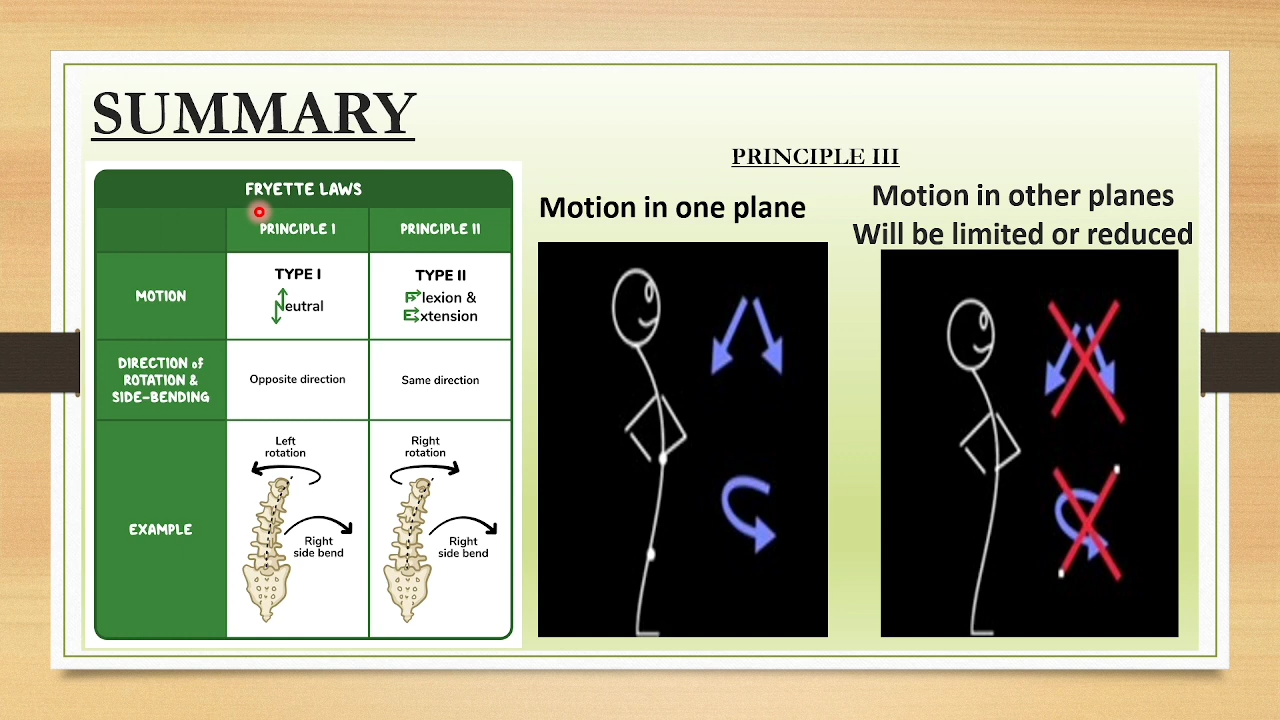 SUMMARY
FRYETTE LAWS
PRINCIPLE I
PRINCIPLE II
MOTION
TYPE I
Neutral
TYPE II
Flexion &
Extension
DIRECTION of
ROTATION &
SIDE-BENDING
Opposite direction
Same direction
EXAMPLE
Left
rotation
Right
side bend
Right
rotation
Right
side bend
PRINCIPLE III
Motion in one plane
Motion in other planes
Will be limited or reduced